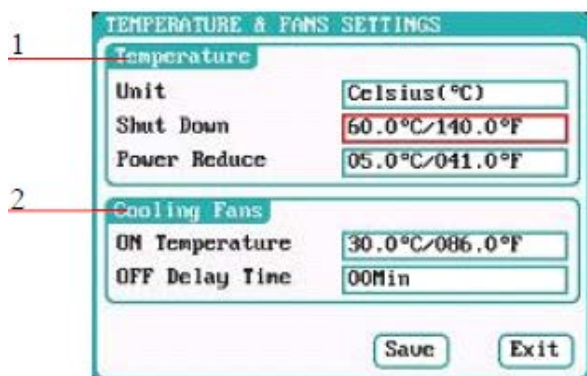 TEMPERATURE & FANS SETTINGS
1
Temperature
Unit Celsius(°C)
Shut Down 60.0°C/140.0°F
Power Reduce 05.0°C/041.0°F
2
Cooling Fans
ON Temperature 30.0°C/086.0°F
OFF Delay Time 00Min
Save Exit